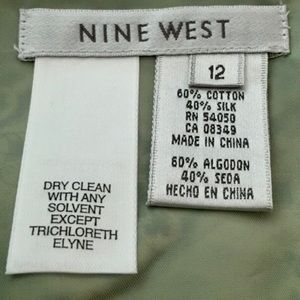 NINE WEST
12
60% COTTON
40% SILK
RN 54050
CA 08349
MADE IN CHINA
60% ALGODON
40% SEDA
HECHO EN CHINA
DRY CLEAN
WITH ANY
SOLVENT
EXCEPT
TRICHLORETH
ELYNE